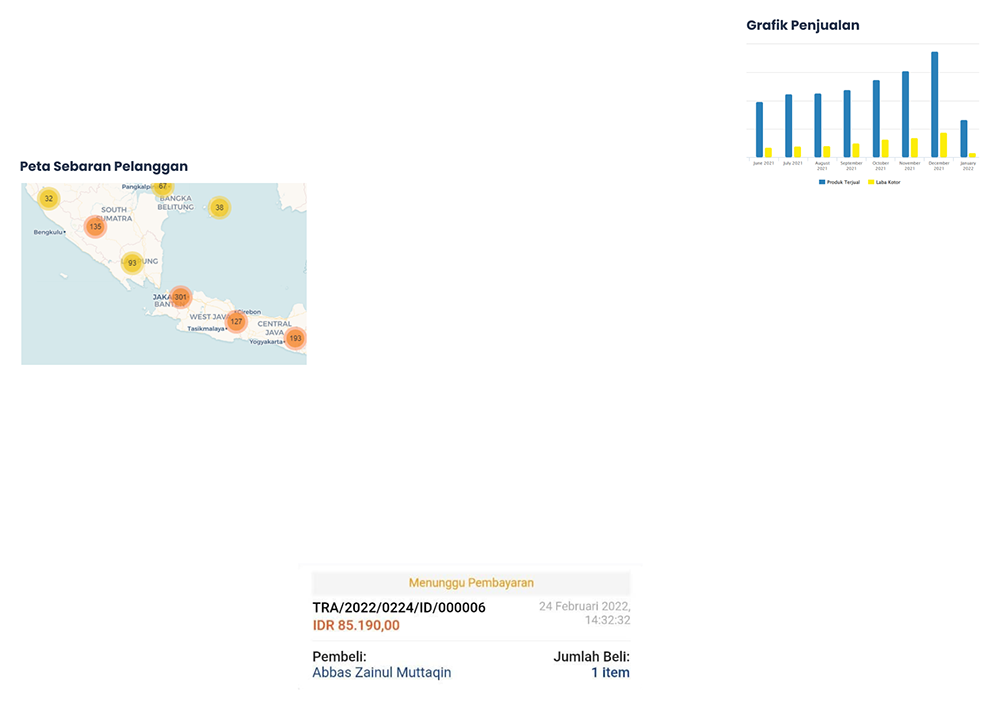 Grafik Penjualan
June 2021
July 2021
August 2021
September 2021
October 2021
November 2021
December 2021
January 2022
Produk Terjual
Laba Kotor
Peta Sebaran Pelanggan
32
Pangkalpi
67
BANGKA
BELITUNG
38
SOUTH
SUMATRA
135
Bengkulu
93
UNG
JAKA
301
BANT
WEST JAVA
Cirebon
127
Tasikmalaya
CENTRAL
JAVA
Yogyakarta
193
Menunggu Pembayaran
TRA/2022/0224/ID/000006
24 Februari 2022,
14:32:32
IDR 85.190,00
Pembeli:
Jumlah Beli:
Abbas Zainul Muttaqin
1 item